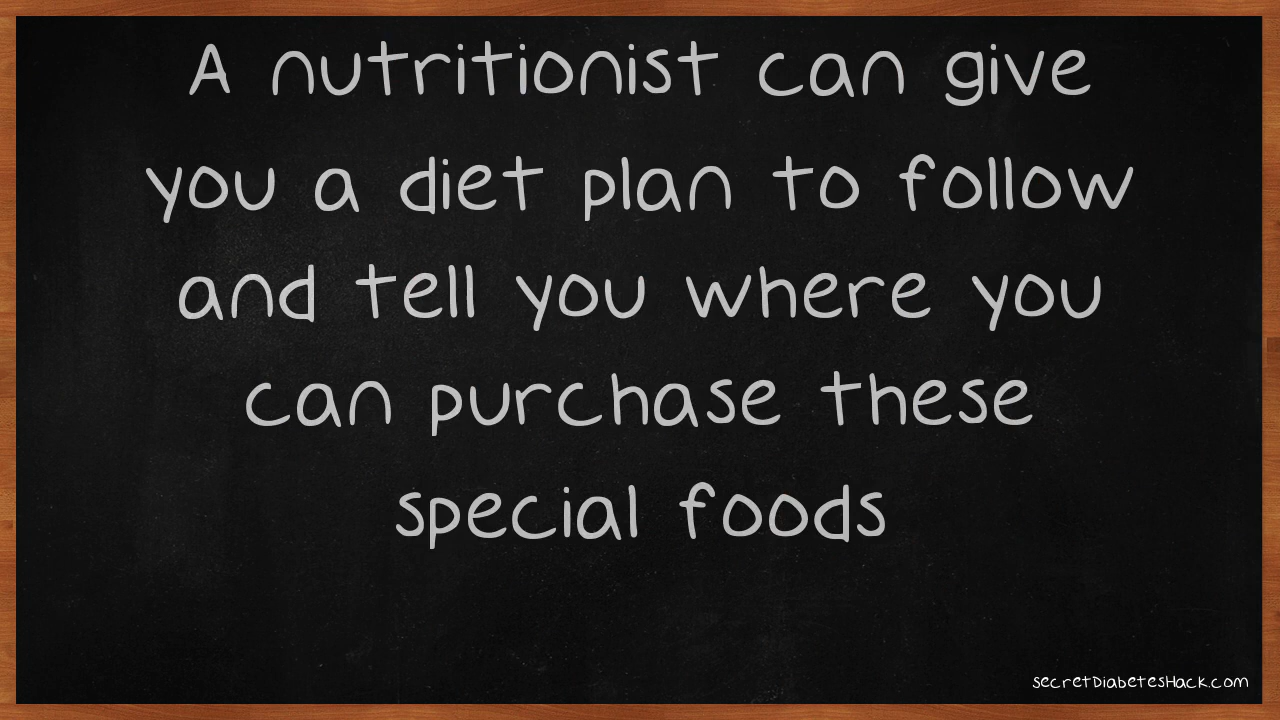 A nutritionist can give
you a diet plan to follow
and tell you where you
can purchase these
special foods
secretDiabetesHack.com